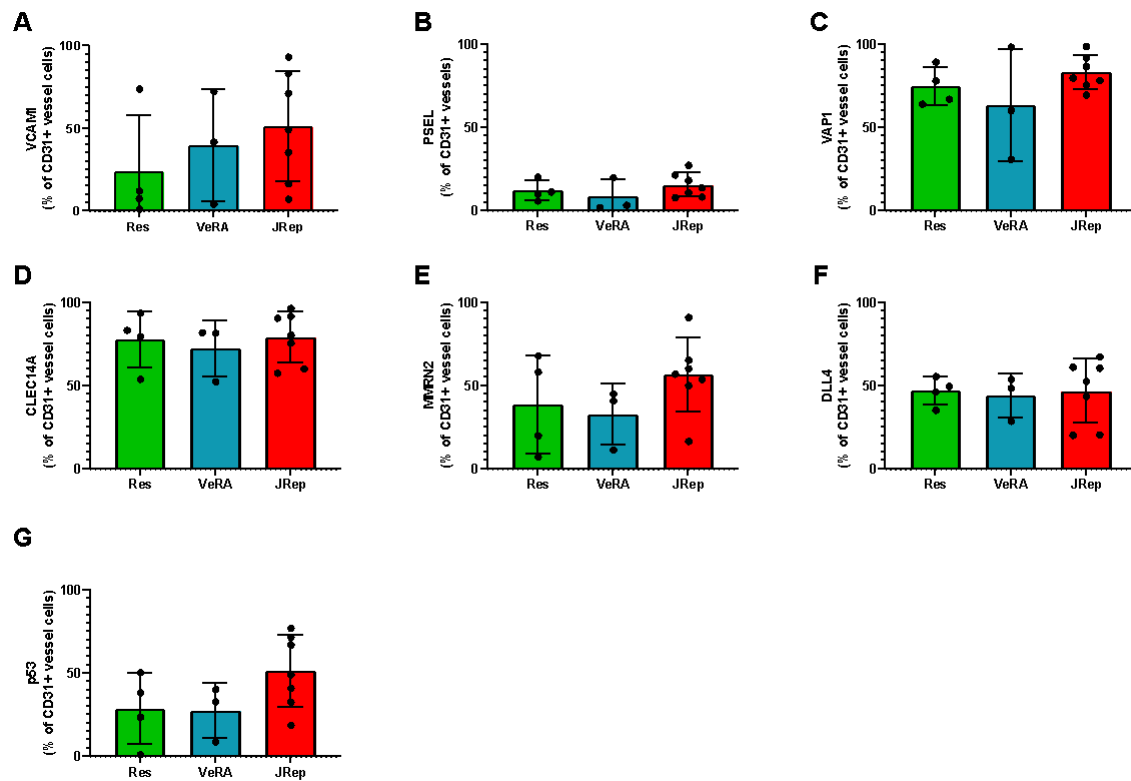 A
VCAM1
(% of CD31+ vessel cells)
100
50
0
Res VeRA JRep
B
PSEL
(% of CD31+ vessels)
100
50
0
Res VeRA JRep
C
VAP1
(% of CD31+ vessel cells)
100
50
0
Res VeRA JRep
D
CLEC14A
(% of CD31+ vessel cells)
100
50
0
Res VeRA JRep
E
MMRN2
(% of CD31+ vessel cells)
100
50
0
Res VeRA JRep
F
DLL4
(% of CD31+ vessel cells)
100
50
0
Res VeRA JRep
G
p53
(% of CD31+ vessel cells)
100
50
0
Res VeRA JRep